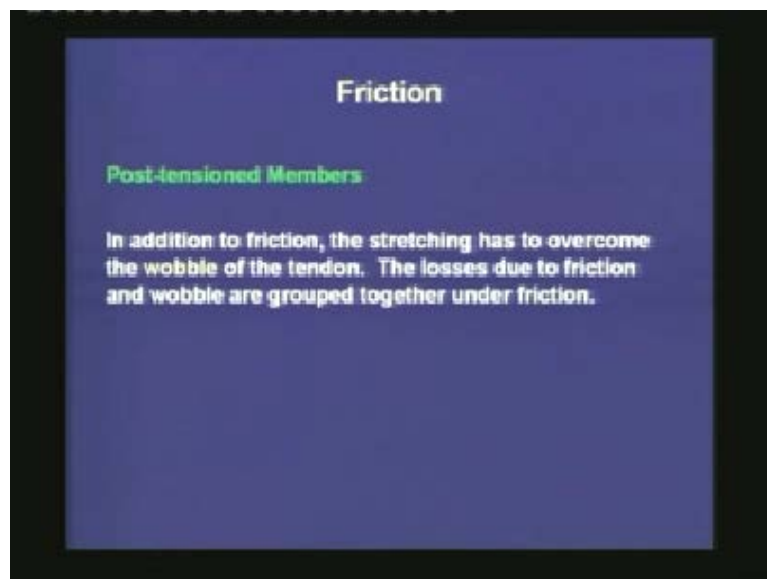 Friction
Post-tensioned Members
In addition to friction, the stretching has to overcome
the wobble of the tendon. The losses due to friction
and wobble are grouped together under friction.